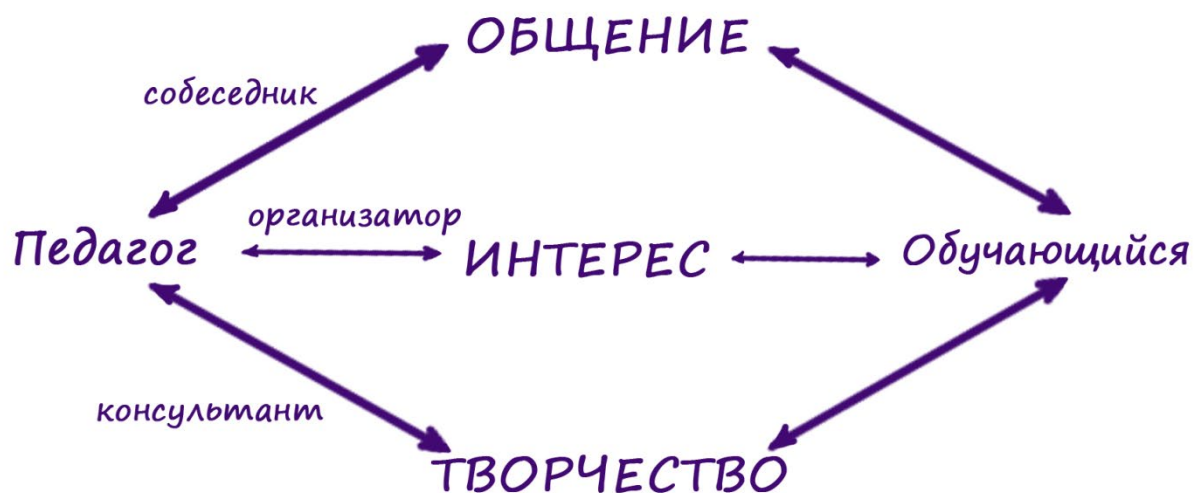 ОБЩЕНИЕ
собеседник
организатор
Педагог
ИНТЕРЕС
Обучающийся
консультант
ТВОРЧЕСТВО